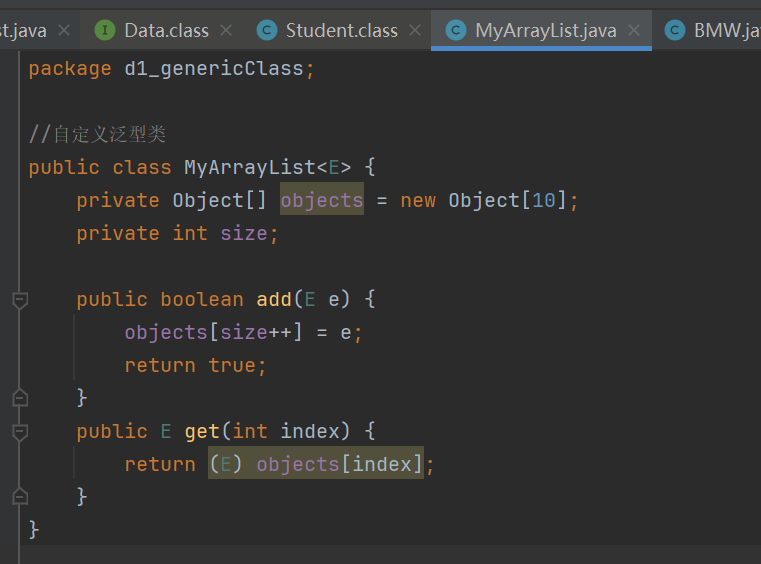 t.java Data.class Student.class MyArrayList.java BMW.ja
package d1_genericClass;
//自定义泛型类
public class MyArrayList<E> {
private Object[] objects = new Object[10];
private int size;
public boolean add(E e) {
objects[size++] = e;
return true;
}
public E get(int index) {
return (E) objects[index];
}
}